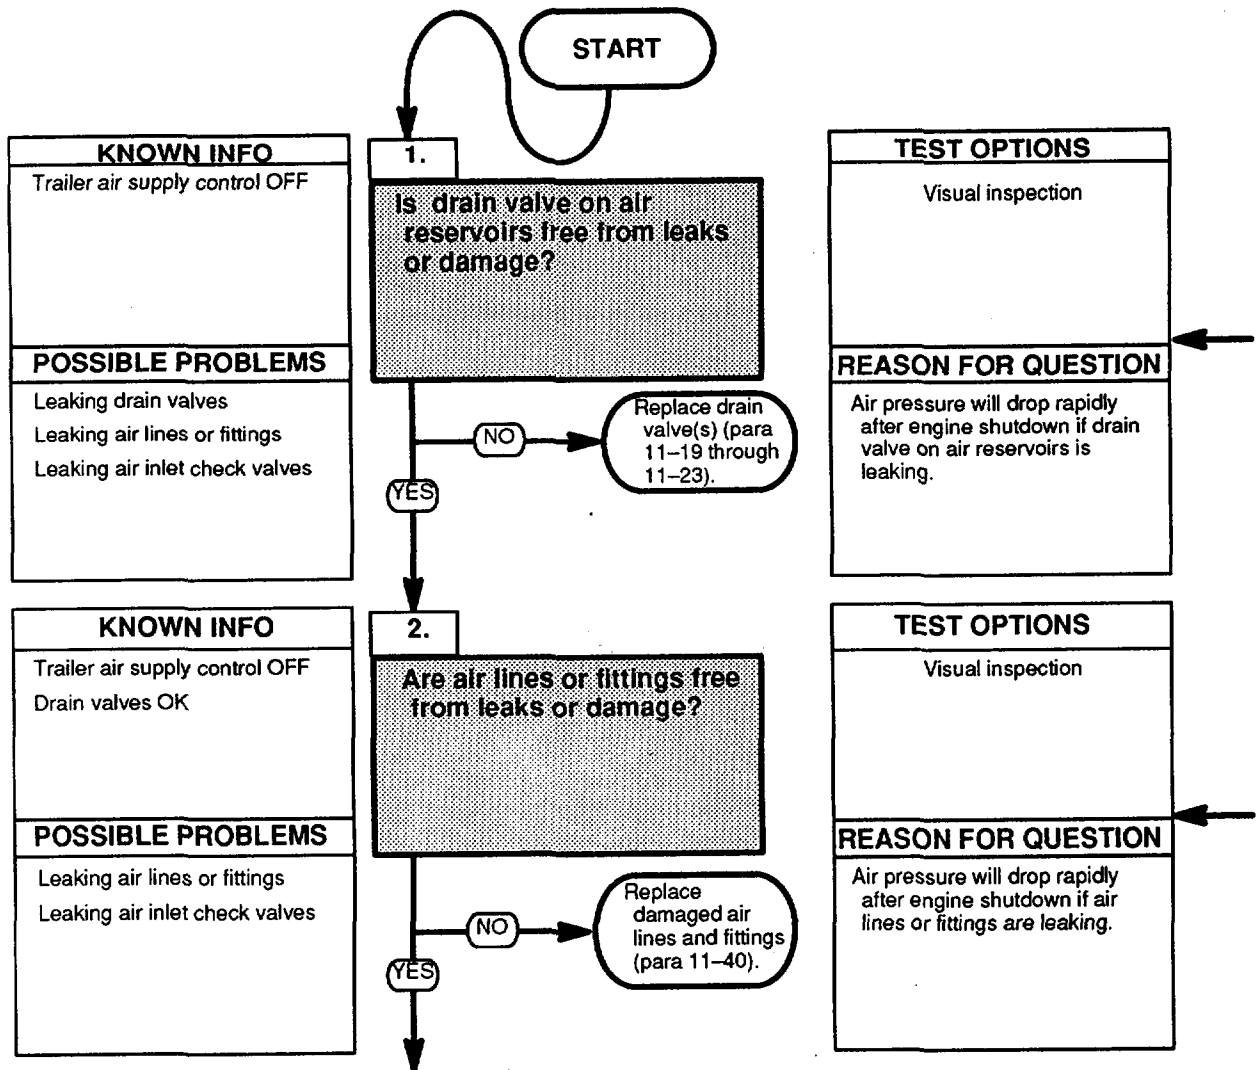 START
KNOWN INFO
Trailer air supply control OFF
POSSIBLE PROBLEMS
Leaking drain valves
Leaking air lines or fittings
Leaking air inlet check valves
1.
Is drain valve on air
reservoirs free from leaks
or damage?
NO
Replace drain
valve(s) (para
11–19 through
11–23).
YES
TEST OPTIONS
Visual inspection
REASON FOR QUESTION
Air pressure will drop rapidly
after engine shutdown if drain
valve on air reservoirs is
leaking.
KNOWN INFO
Trailer air supply control OFF
Drain valves OK
POSSIBLE PROBLEMS
Leaking air lines or fittings
Leaking air inlet check valves
2.
Are air lines or fittings free
from leaks or damage?
NO
Replace
damaged air
lines and fittings
(para 11–40).
YES
TEST OPTIONS
Visual inspection
REASON FOR QUESTION
Air pressure will drop rapidly
after engine shutdown if air
lines or fittings are leaking.